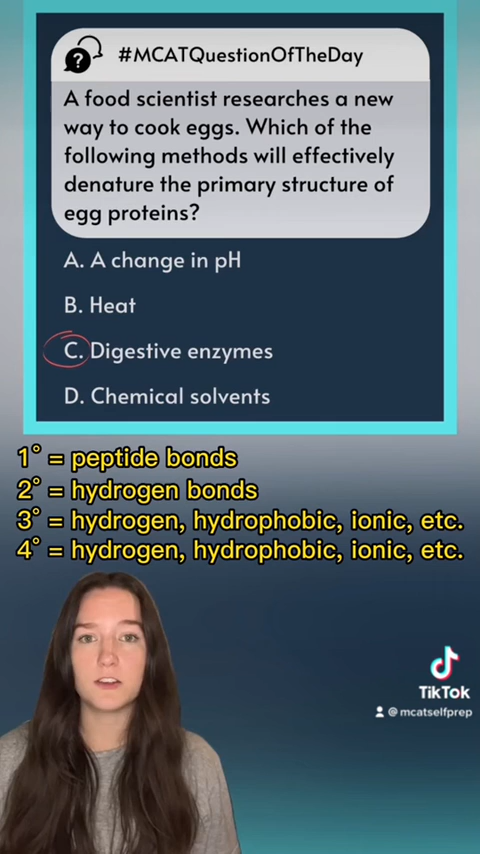 #MCATQuestionOfTheDay
A food scientist researches a new
way to cook eggs. Which of the
following methods will effectively
denature the primary structure of
egg proteins?
A. A change in pH
B. Heat
C. Digestive enzymes
D. Chemical solvents
1° = peptide bonds
2° = hydrogen bonds
3° = hydrogen, hydrophobic, ionic, etc.
4° = hydrogen, hydrophobic, ionic, etc.
TikTok
@mcatselfprep